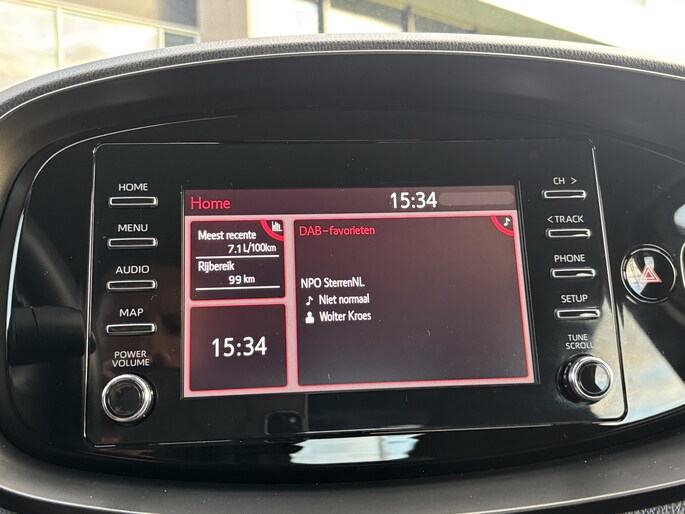 HOME
MENU
AUDIO
MAP
POWER
VOLUME
Home
15:34
Meest recente
7.1 L/100km
Rijbereik
99 km
15:34
DAB-favorieten
NPO SterrenNL
Niet normaal
Wolter Kroes
CH >
< TRACK
PHONE
SETUP
TUNE
SCROLL